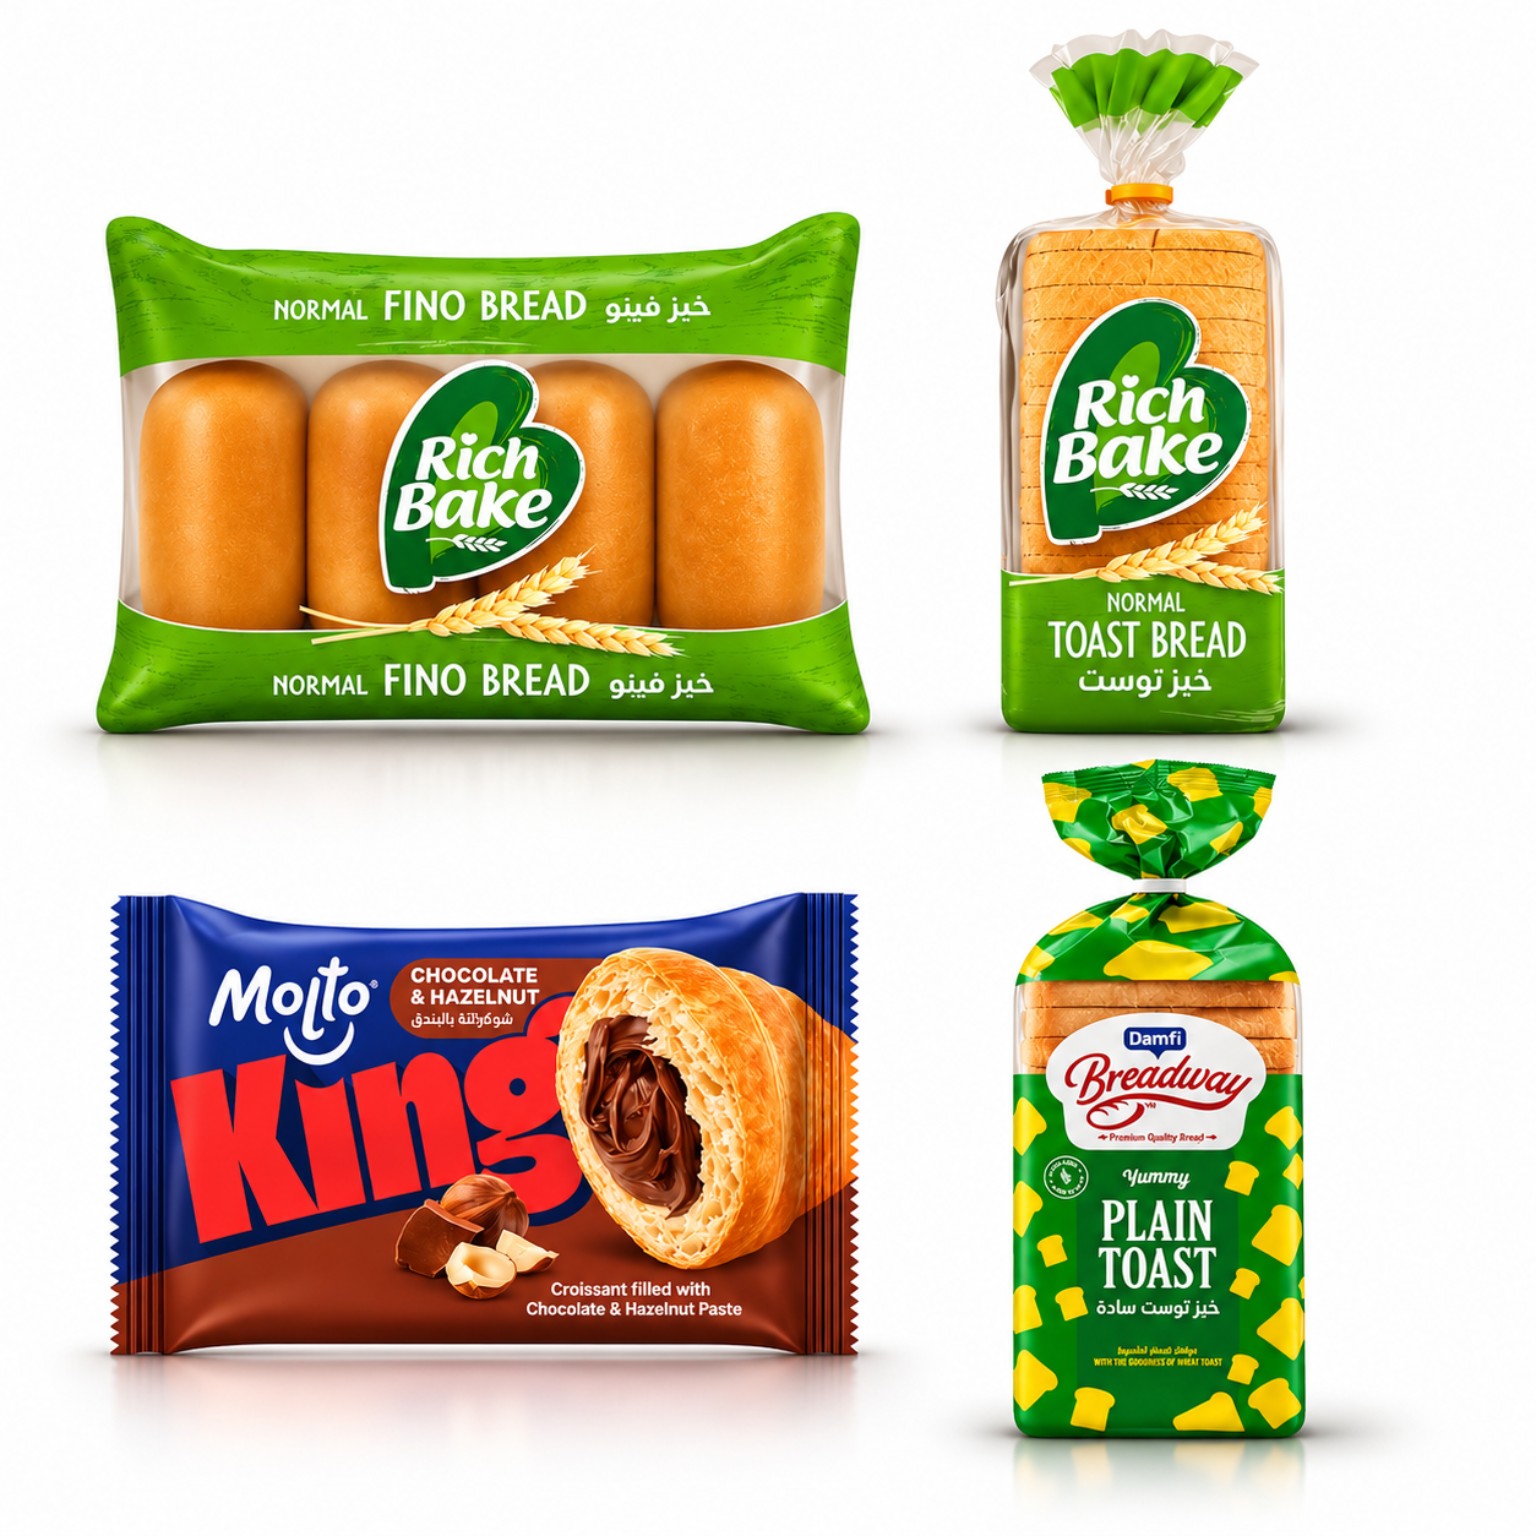 NORMAL FINO BREAD خبز فينو
Rich
Bake
NORMAL FINO BREAD خبز فينو
Rich
Bake
NORMAL
TOAST BREAD
خبز توست
Molto®
CHOCOLATE
& HAZELNUT
شوكولاتة بالبندق
King
Croissant filled with
Chocolate & Hazelnut Paste
Damfi
Breadway
Premium Quality Bread
Yummy
PLAIN
TOAST
خبز توست سادة
WITH THE GOODNESS OF WHEAT TOAST